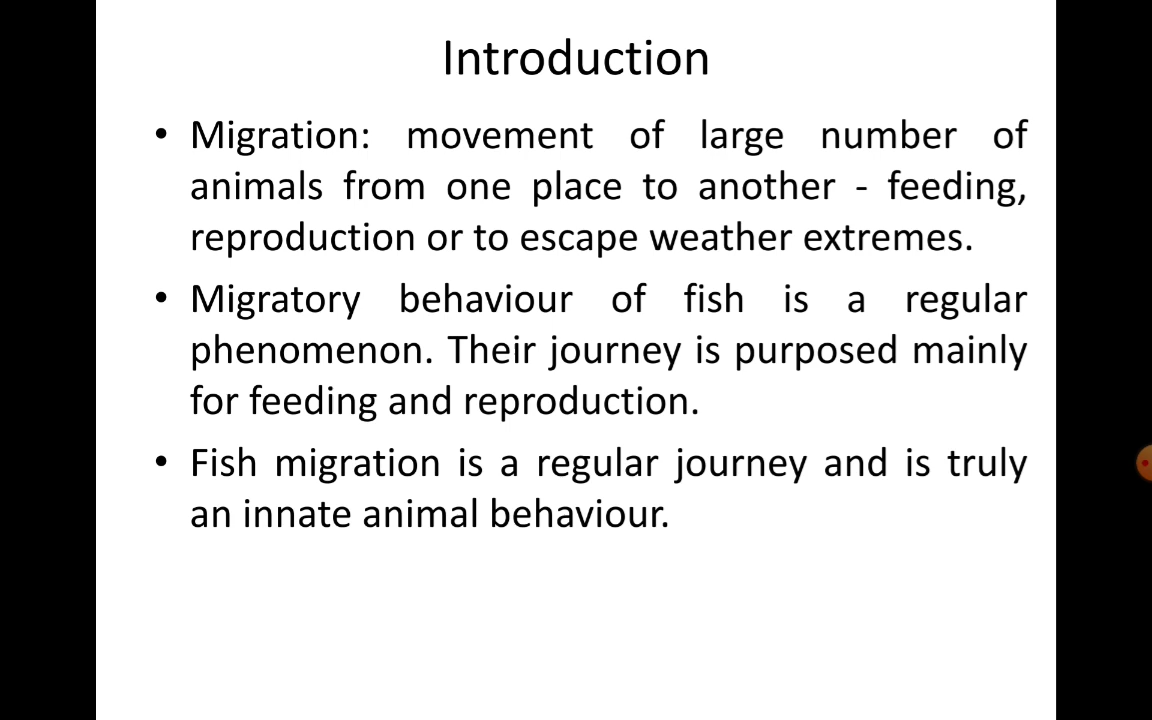 Introduction
• Migration: movement of large number of
animals from one place to another - feeding,
reproduction or to escape weather extremes.
• Migratory behaviour of fish is a regular
phenomenon. Their journey is purposed mainly
for feeding and reproduction.
• Fish migration is a regular journey and is truly
an innate animal behaviour.